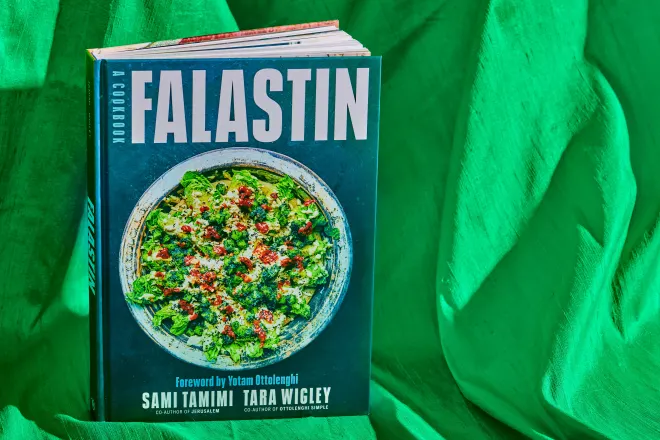 A COOKBOOK
FALASTIN
Foreword by Yotam Ottolenghi
SAMI TAMIMI TARA WIGLEY
CO-AUTHOR OF JERUSALEM CO-AUTHOR OF OTTOLENGHI SIMPLE
FALASTIN